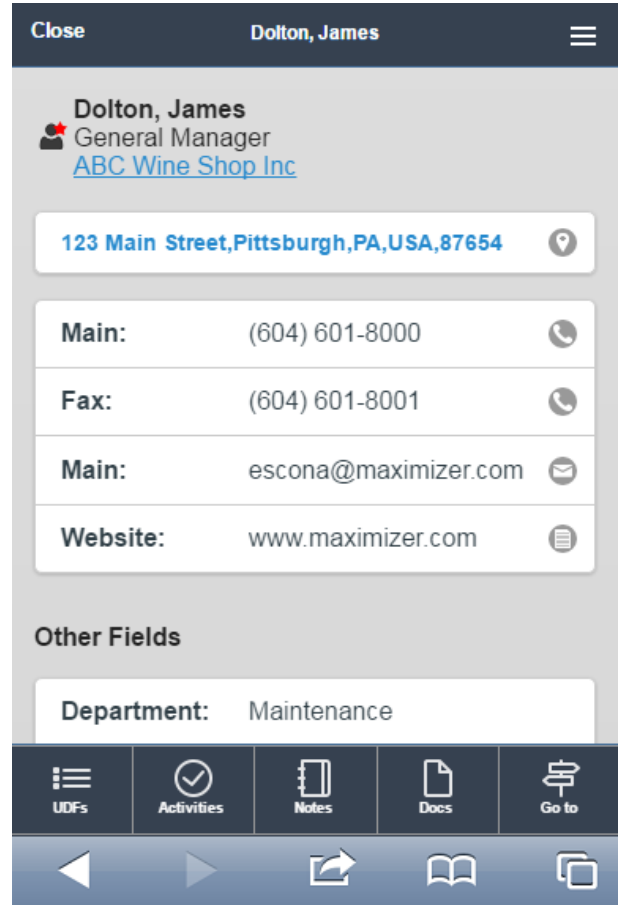 Close Dolton, James
Dolton, James
General Manager
ABC Wine Shop Inc
123 Main Street,Pittsburgh,PA,USA,87654
Main: (604) 601-8000
Fax: (604) 601-8001
Main: escona@maximizer.com
Website: www.maximizer.com
Other Fields
Department: Maintenance
UDFs Activities Notes Docs Go to